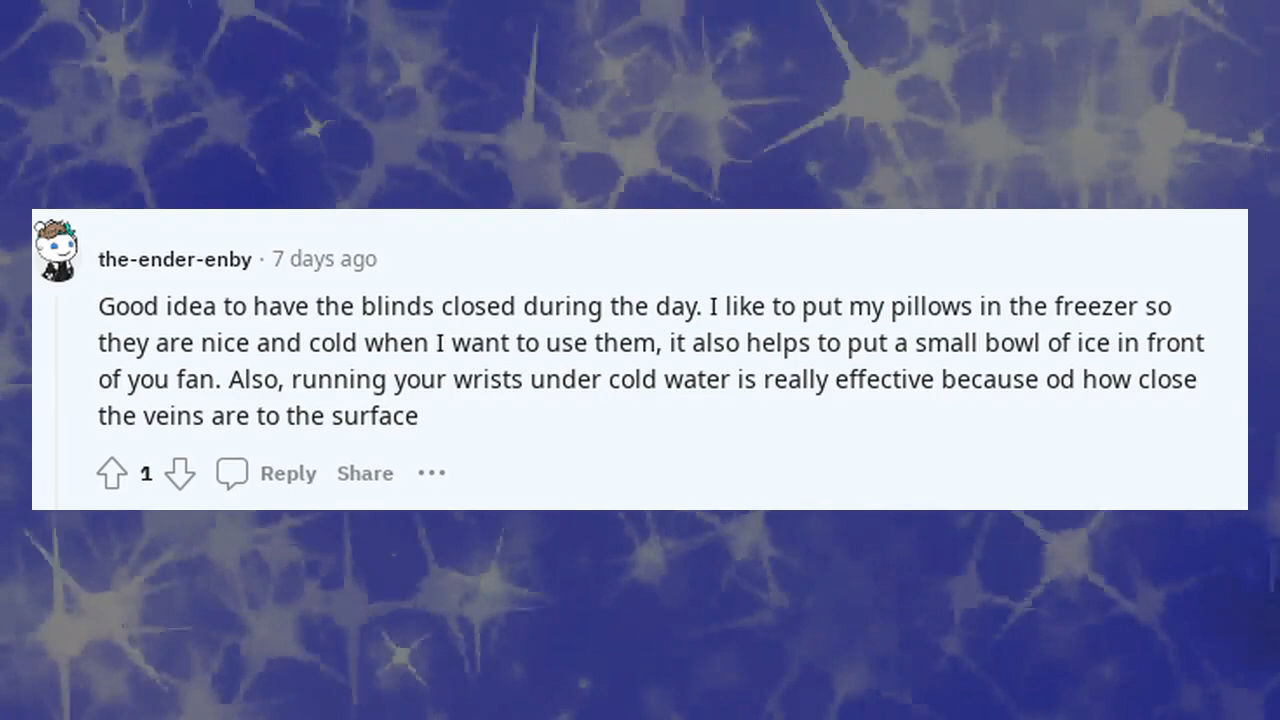 the-ender-enby · 7 days ago
Good idea to have the blinds closed during the day. I like to put my pillows in the freezer so
they are nice and cold when I want to use them, it also helps to put a small bowl of ice in front
of you fan. Also, running your wrists under cold water is really effective because od how close
the veins are to the surface
1 Reply Share ···